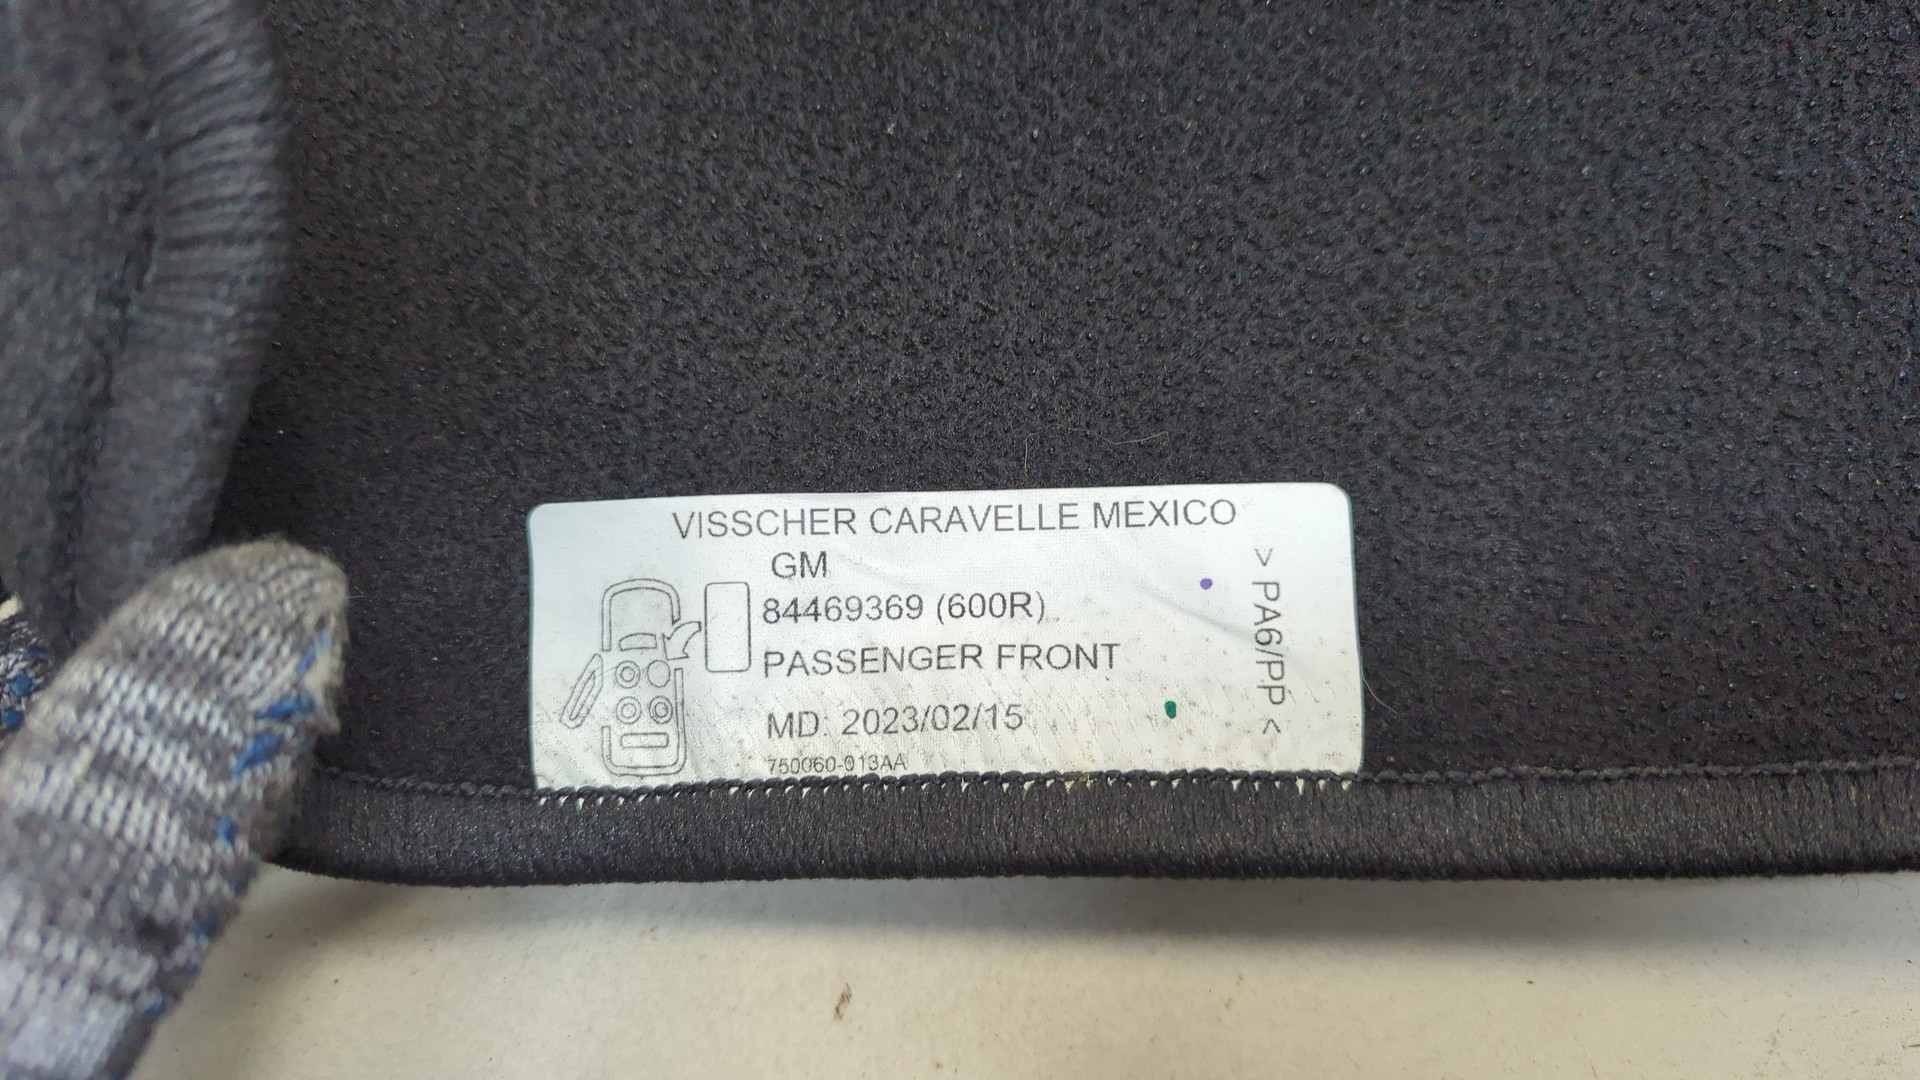 VISSCHER CARAVELLE MEXICO
GM
84469369 (600R)
PASSENGER FRONT
MD: 2023/02/15
750060-013AA
> PA6/PP <